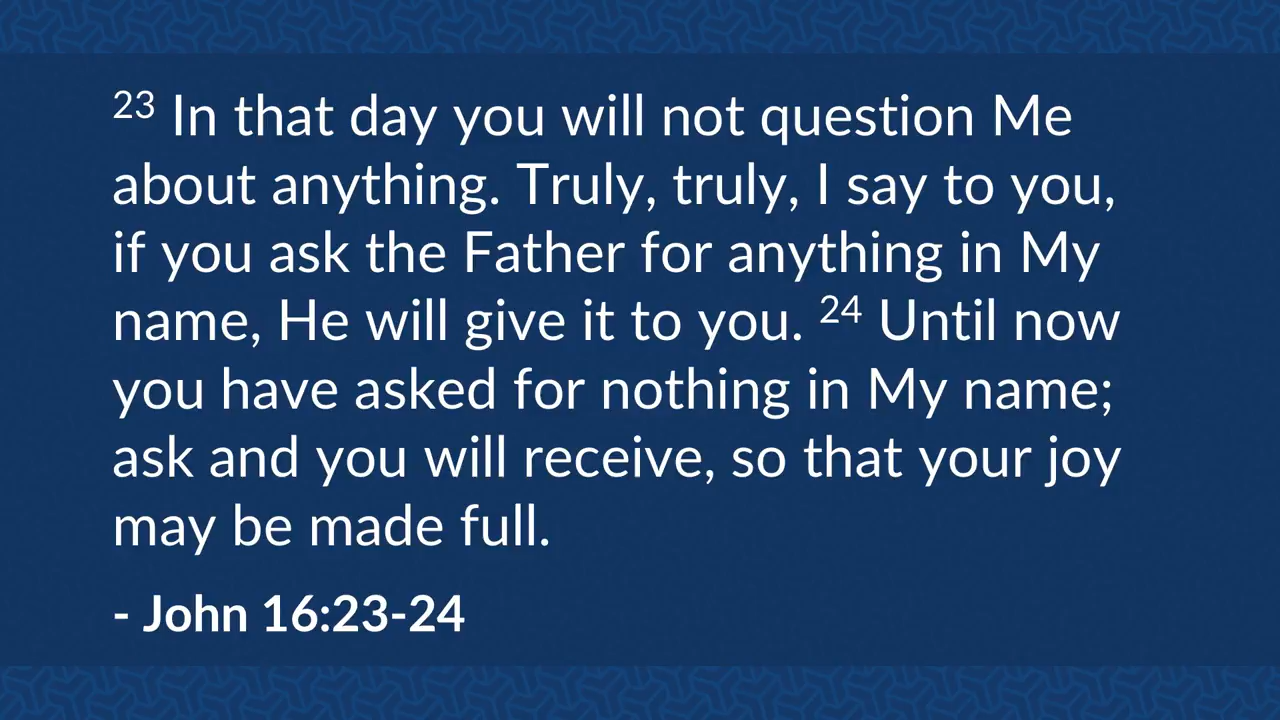 23 In that day you will not question Me
about anything. Truly, truly, I say to you,
if you ask the Father for anything in My
name, He will give it to you. 24 Until now
you have asked for nothing in My name;
ask and you will receive, so that your joy
may be made full.
- John 16:23-24